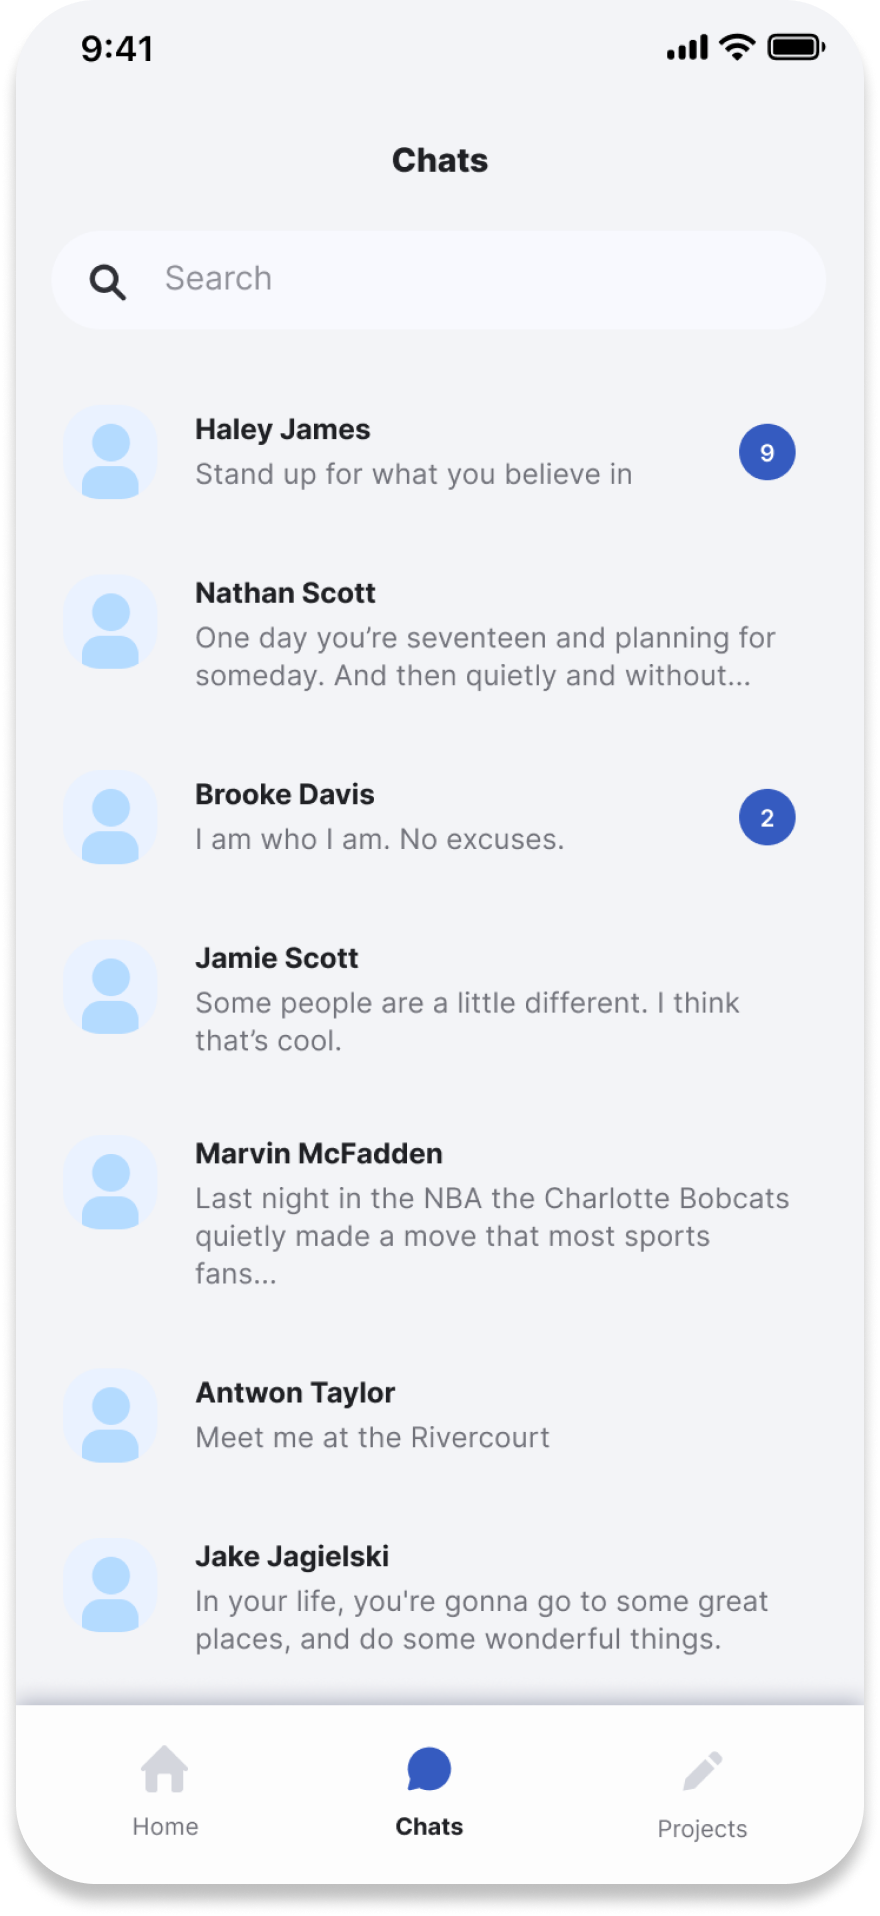 9:41
Chats
Search
Haley James
Stand up for what you believe in
9
Nathan Scott
One day you’re seventeen and planning for
someday. And then quietly and without...
Brooke Davis
I am who I am. No excuses.
2
Jamie Scott
Some people are a little different. I think
that’s cool.
Marvin McFadden
Last night in the NBA the Charlotte Bobcats
quietly made a move that most sports
fans...
Antwon Taylor
Meet me at the Rivercourt
Jake Jagielski
In your life, you're gonna go to some great
places, and do some wonderful things.
Home
Chats
Projects